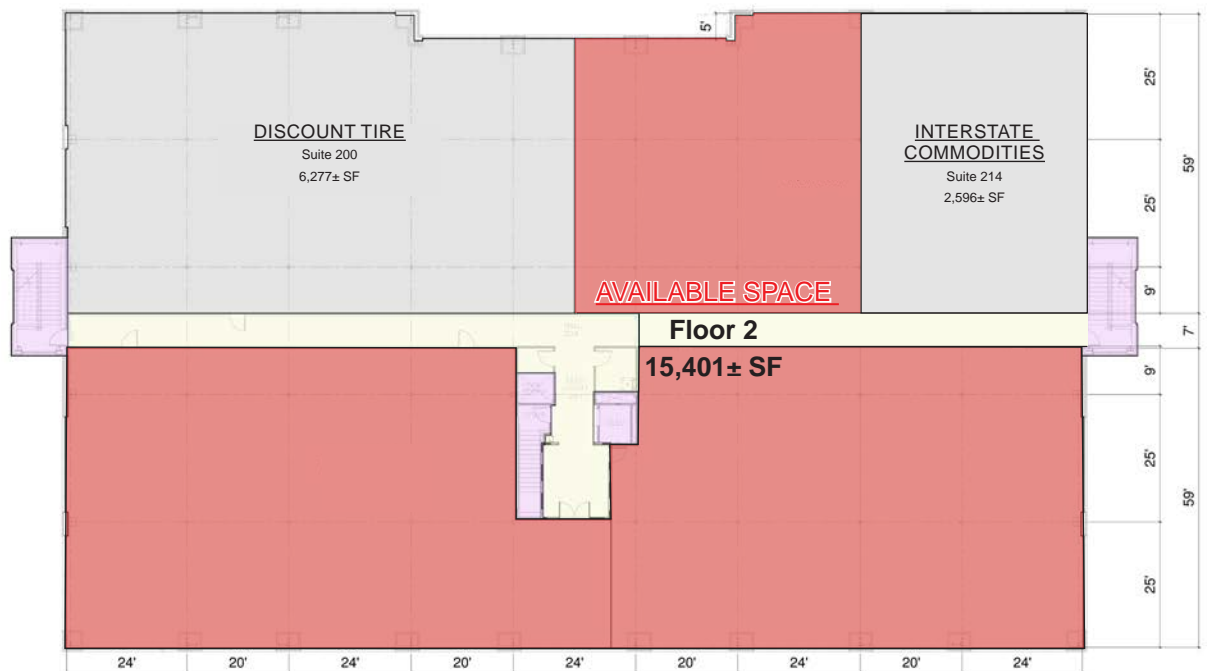 5'
DISCOUNT TIRE
Suite 200
6,277± SF
INTERSTATE
COMMODITIES
Suite 214
2,596± SF
25'
59'
25'
9'
AVAILABLE SPACE
Floor 2
7'
15,401± SF
9'
25'
59'
25'
24'
20'
24'
20'
24'
20'
24'
20'
24'